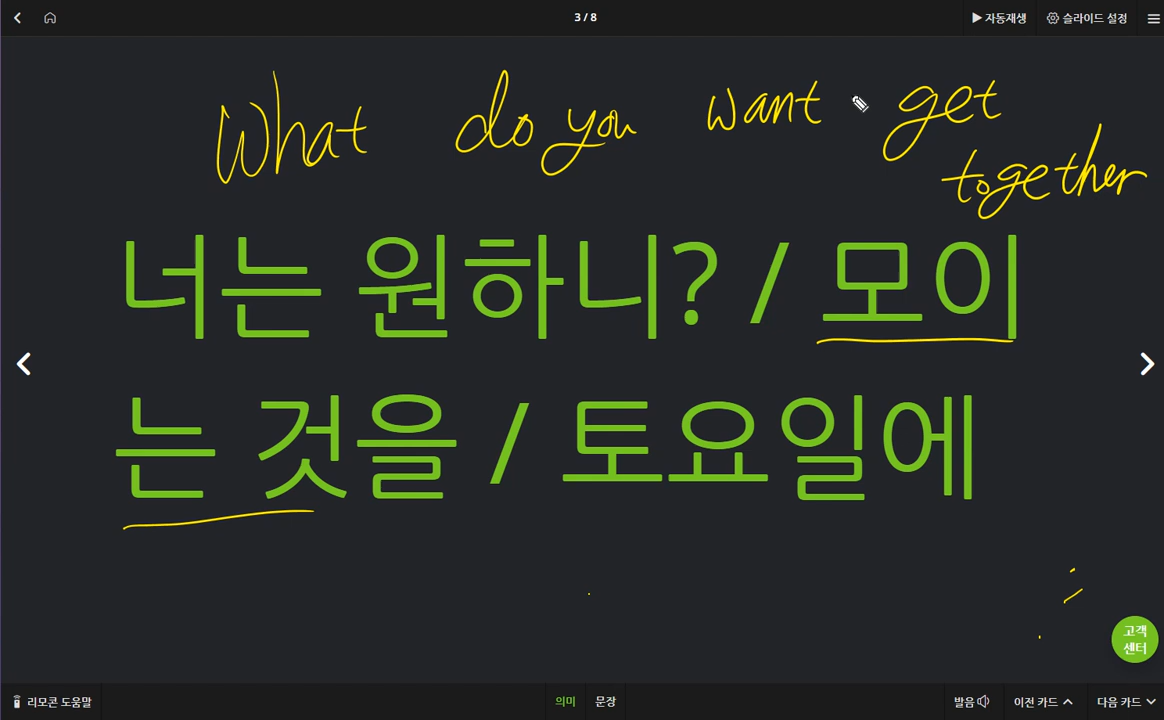 3 / 8
자동재생
슬라이드 설정
What do you want get
together
너는 원하니? / 모이
는 것을 / 토요일에
고객
센터
리모콘 도움말
의미
문장
발음
이전 카드
다음 카드